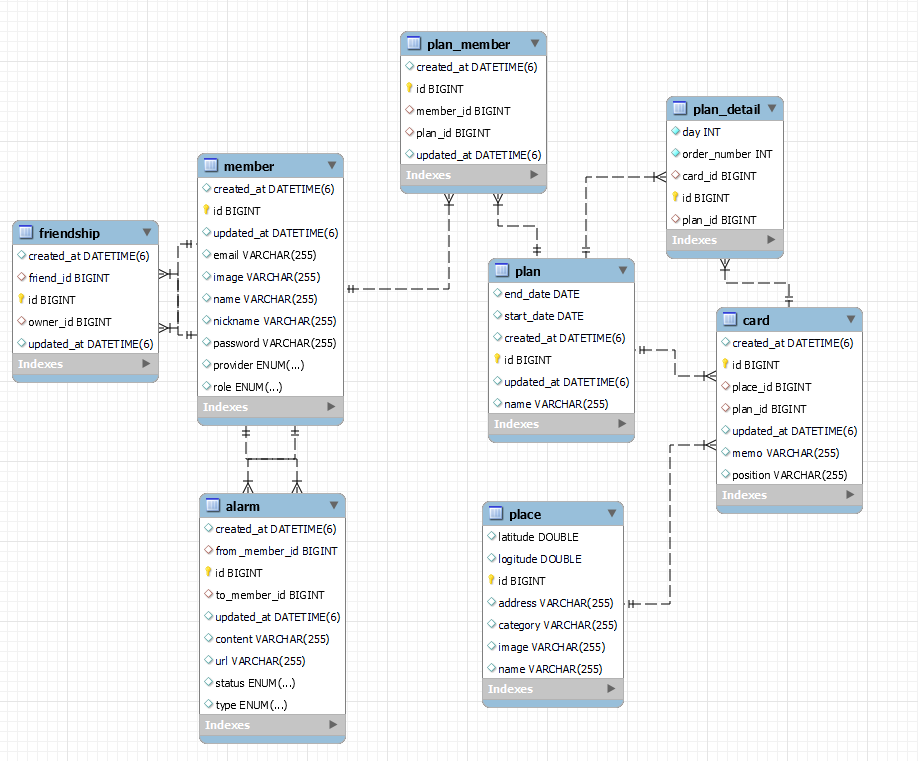 plan_member
created_at DATETIME(6)
id BIGINT
member_id BIGINT
plan_id BIGINT
updated_at DATETIME(6)
Indexes
plan_detail
day INT
order_number INT
card_id BIGINT
id BIGINT
plan_id BIGINT
Indexes
member
created_at DATETIME(6)
id BIGINT
updated_at DATETIME(6)
email VARCHAR(255)
image VARCHAR(255)
name VARCHAR(255)
nickname VARCHAR(255)
password VARCHAR(255)
provider ENUM(...)
role ENUM(...)
Indexes
friendship
created_at DATETIME(6)
friend_id BIGINT
id BIGINT
owner_id BIGINT
updated_at DATETIME(6)
Indexes
plan
end_date DATE
start_date DATE
created_at DATETIME(6)
id BIGINT
updated_at DATETIME(6)
name VARCHAR(255)
Indexes
card
created_at DATETIME(6)
id BIGINT
place_id BIGINT
plan_id BIGINT
updated_at DATETIME(6)
memo VARCHAR(255)
position VARCHAR(255)
Indexes
alarm
created_at DATETIME(6)
from_member_id BIGINT
id BIGINT
to_member_id BIGINT
updated_at DATETIME(6)
content VARCHAR(255)
url VARCHAR(255)
status ENUM(...)
type ENUM(...)
Indexes
place
latitude DOUBLE
logitude DOUBLE
id BIGINT
address VARCHAR(255)
category VARCHAR(255)
image VARCHAR(255)
name VARCHAR(255)
Indexes